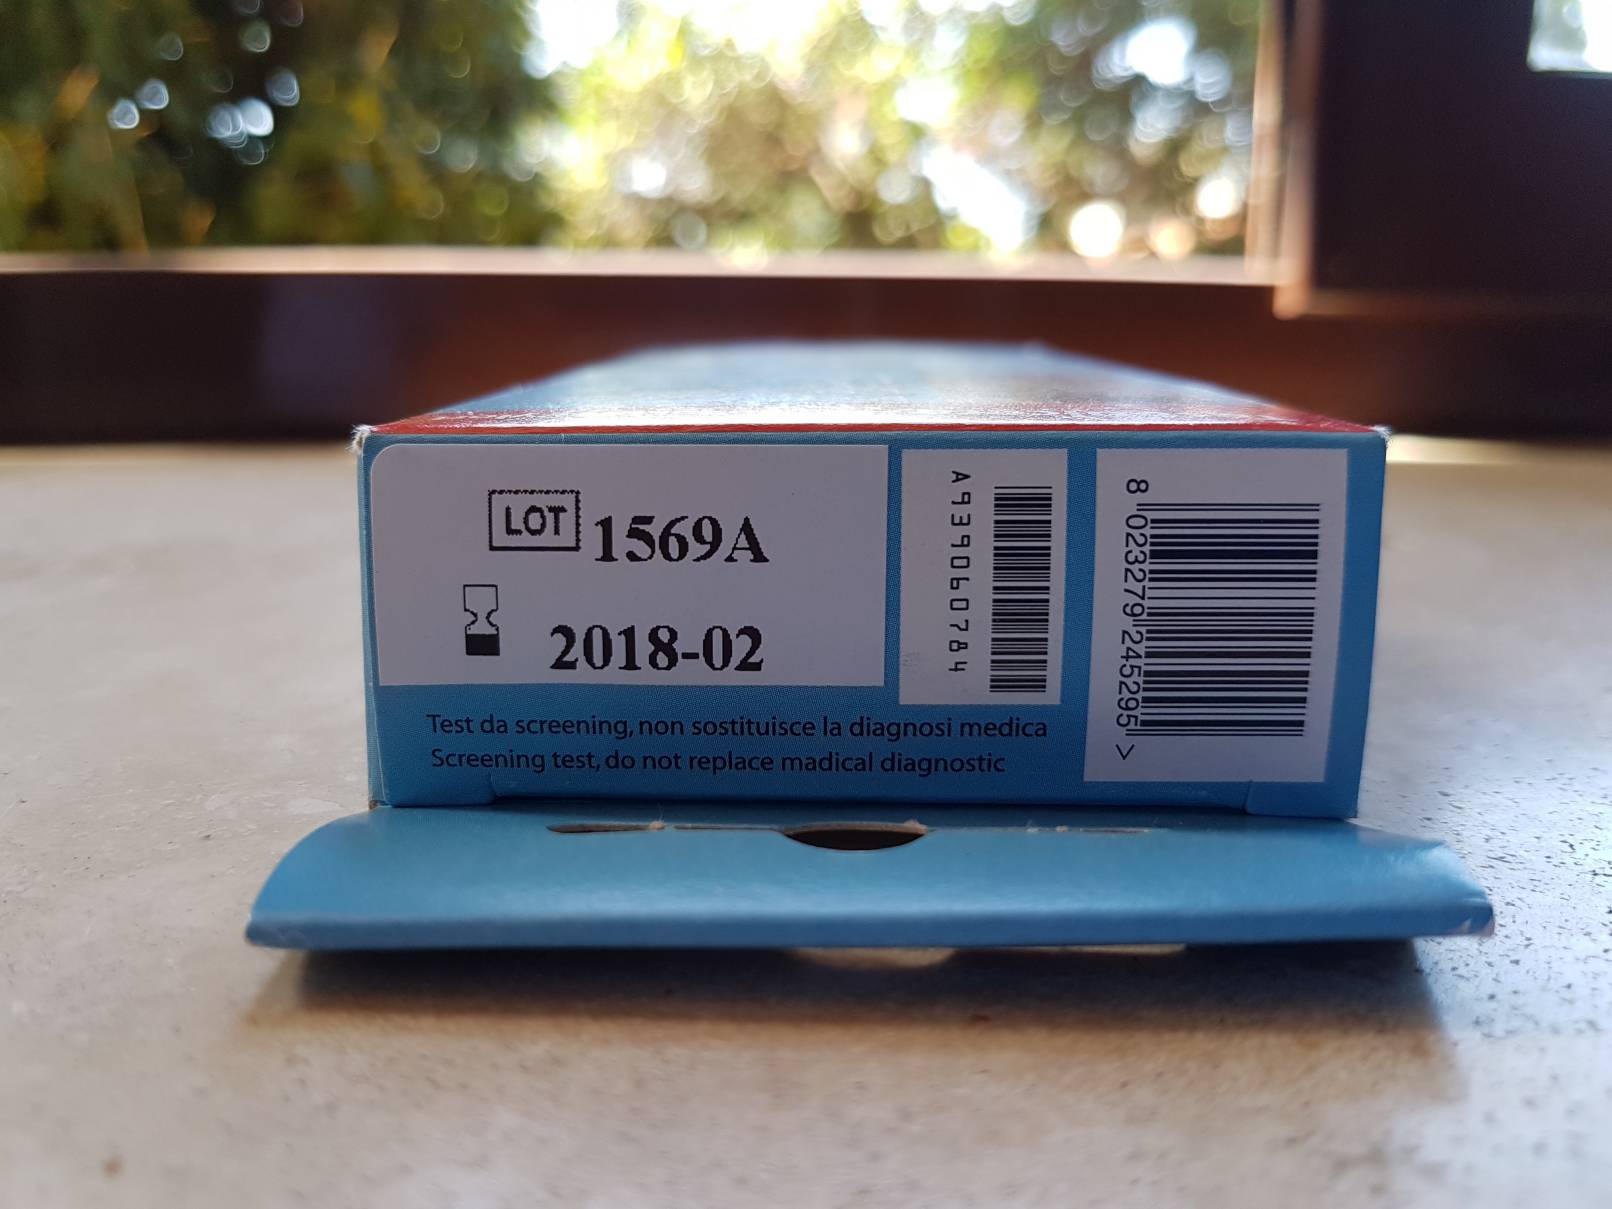 LOT 1569A
2018-02
Test da screening, non sostituisce la diagnosi medica
Screening test, do not replace madical diagnostic
A939060784
8 023279 245295 >